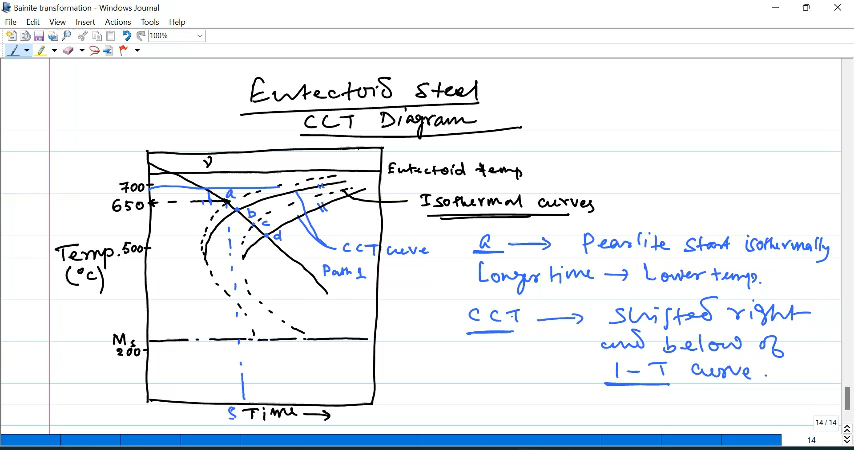 Bainite transformation - Windows Journal
File Edit View Insert Actions Tools Help
100%
Eutectoid steel
CCT Diagram
γ
Eutectoid temp
700
a
650
Isothermal curves
b
c
d
Temp. 500
(°C)
CCT curve
Path 1
a → Pearlite start isothermally
Longer time → Lower temp.
CCT → Shifted right
and below of
I-T curve.
Ms
200
Time →
14 / 14
14